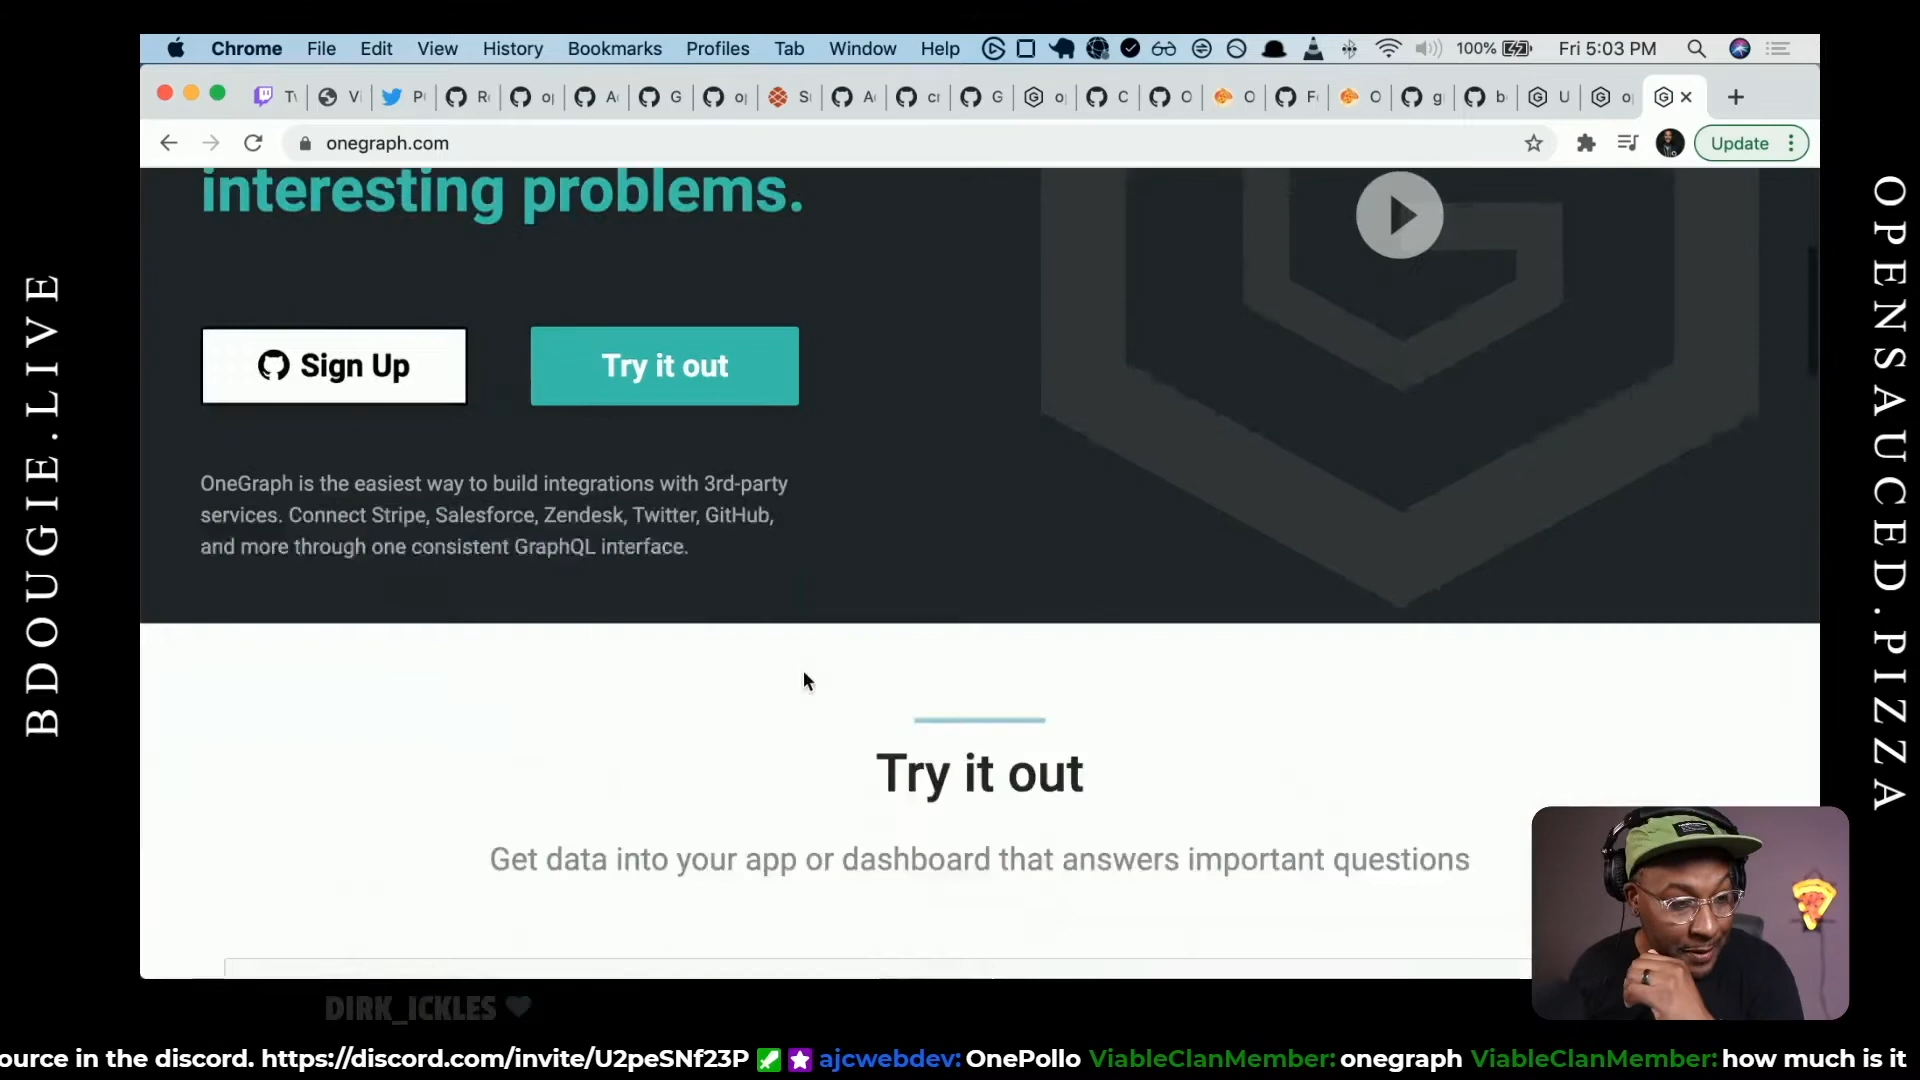 Chrome File Edit View History Bookmarks Profiles Tab Window Help 100% Fri 5:03 PM
onegraph.com Update
interesting problems.
Sign Up Try it out
OneGraph is the easiest way to build integrations with 3rd-party
services. Connect Stripe, Salesforce, Zendesk, Twitter, GitHub,
and more through one consistent GraphQL interface.
Try it out
Get data into your app or dashboard that answers important questions
BDOUGIE.LIVE
OPENSAUCED.PIZZA
DIRK_ICKLES
ource in the discord. https://discord.com/invite/U2peSNf23P ajcwebdev: OnePollo ViableClanMember: onegraph ViableClanMember: how much is it